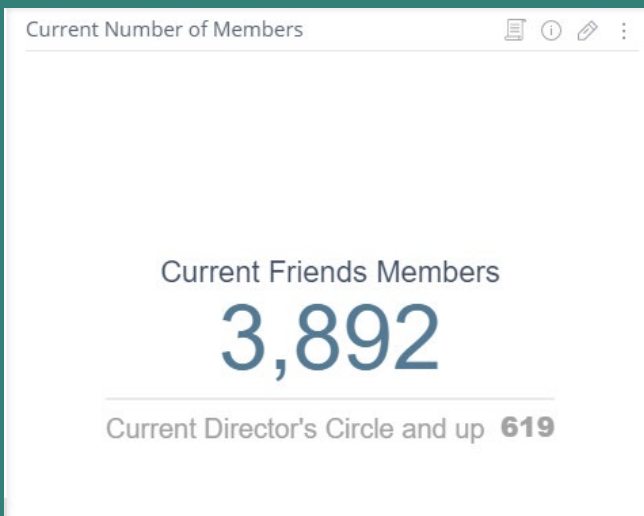 Current Number of Members
Current Friends Members
3,892
Current Director's Circle and up 619